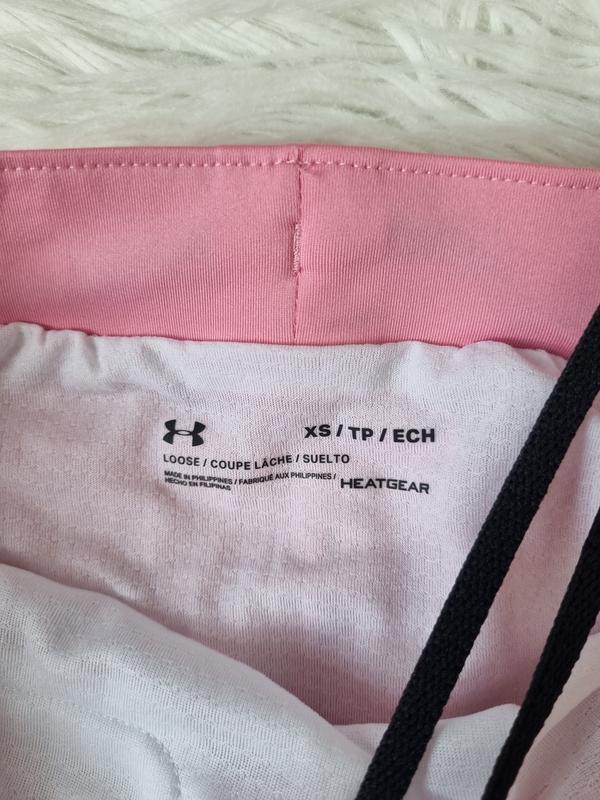 XS / TP / ECH
LOOSE / COUPE LÂCHE / SUELTO
MADE IN PHILIPPINES / FABRIQUÉ AUX PHILIPPINES /
HECHO EN FILIPINAS
HEATGEAR